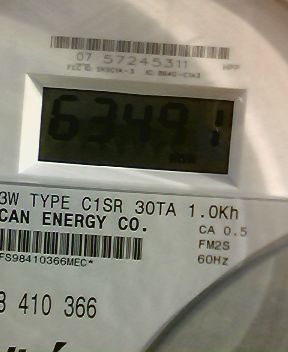 07 57245311
63491
3W TYPE C1SR 30TA 1.0Kh
CAN ENERGY CO.
CA 0.5
FM2S
60Hz
FS98410366MEC*
8 410 366